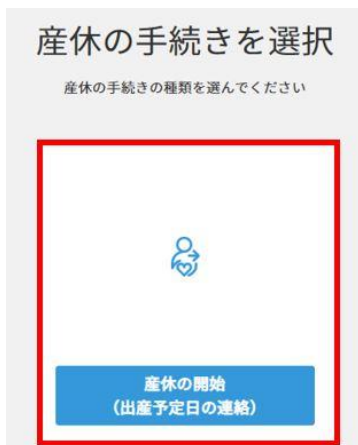 産休の手続きを選択
産休の手続きの種類を選んでください
産休の開始
(出産予定日の連絡)